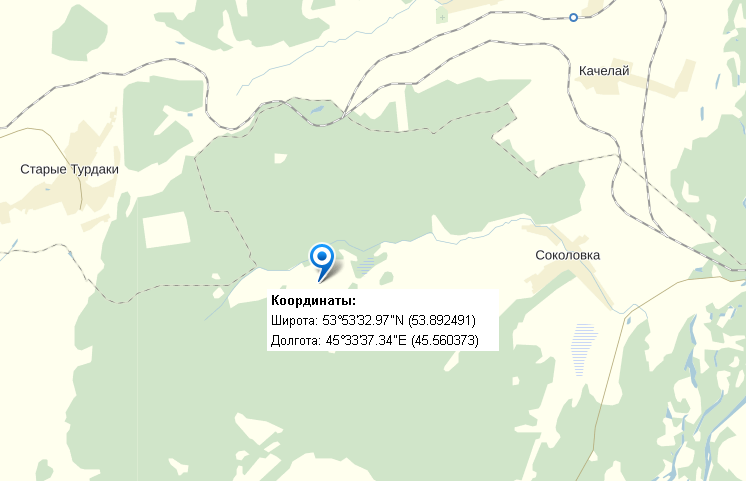 Качелай
Старые Турдаки
Соколовка
Координаты:
Широта: 53°53'32.97''N (53.892491)
Долгота: 45°33'37.34''E (45.560373)